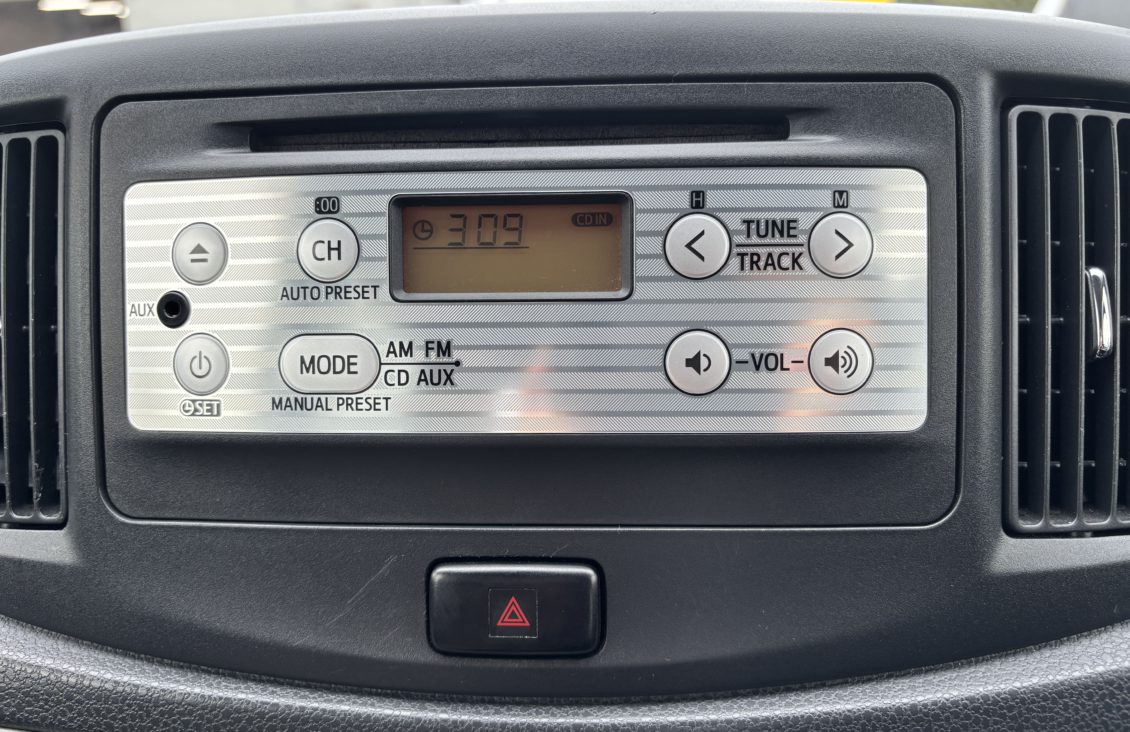 :00
H
M
309
CD IN
CH
<
TUNE
>
TRACK
AUTO PRESET
AUX
MODE
AM FM
CD AUX
-VOL-
SET
MANUAL PRESET